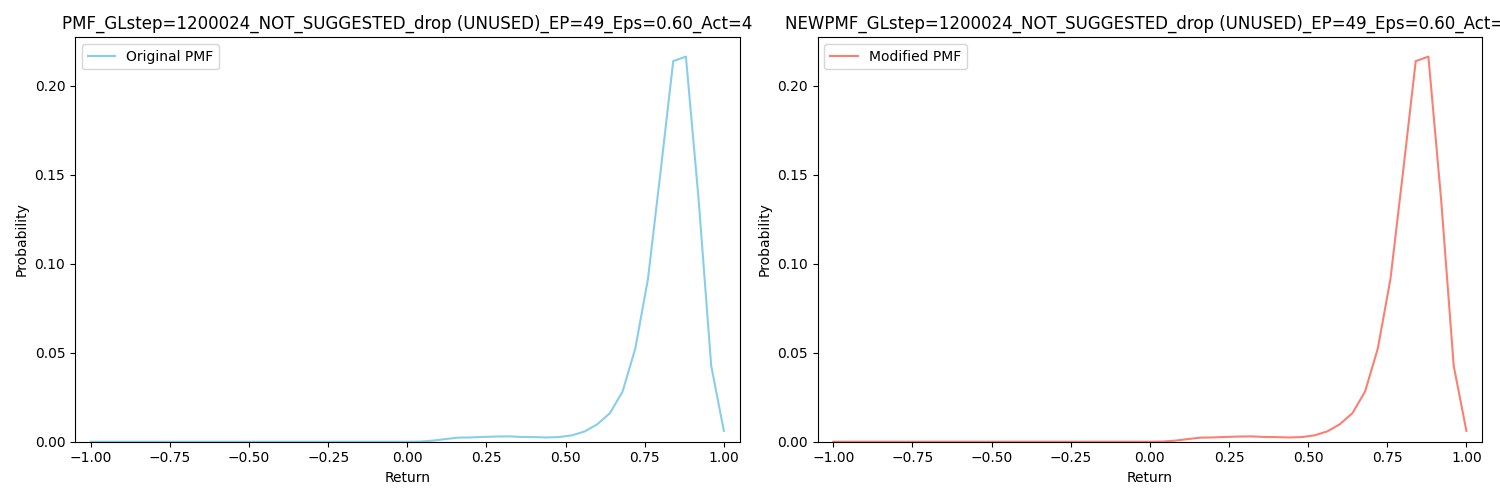 PMF_GLstep=1200024_NOT_SUGGESTED_drop (UNUSED)_EP=49_Eps=0.60_Act=4
Original PMF
Probability
0.20
0.15
0.10
0.05
0.00
−1.00 −0.75 −0.50 −0.25 0.00 0.25 0.50 0.75 1.00
Return
NEWPMF_GLstep=1200024_NOT_SUGGESTED_drop (UNUSED)_EP=49_Eps=0.60_Act=
Modified PMF
Probability
0.20
0.15
0.10
0.05
0.00
−1.00 −0.75 −0.50 −0.25 0.00 0.25 0.50 0.75 1.00
Return